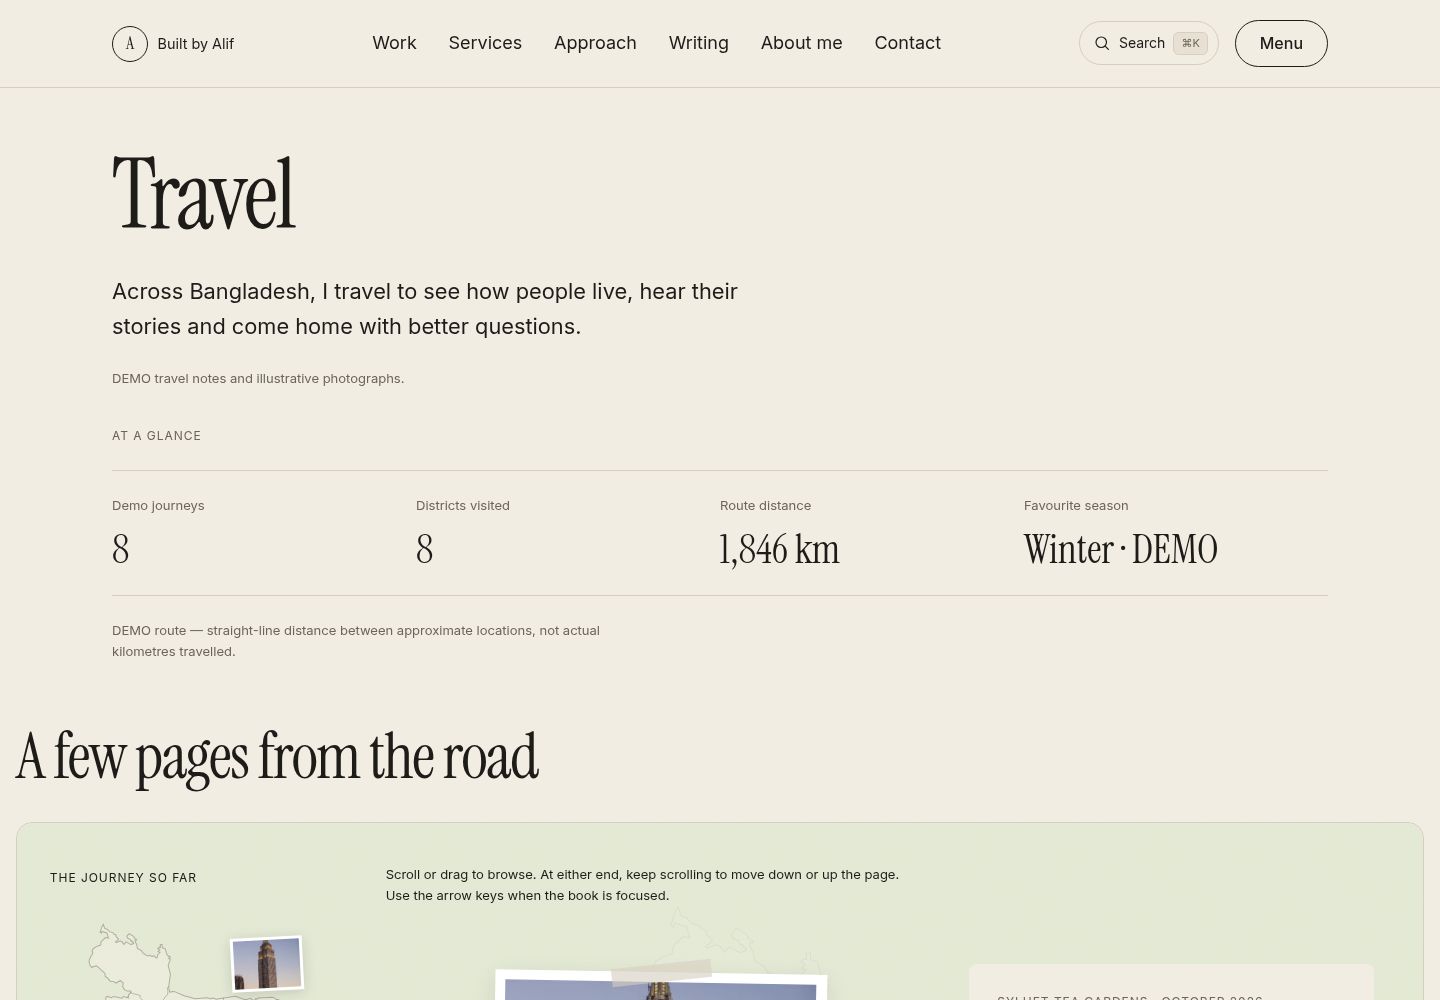 A Built by Alif
Work Services Approach Writing About me Contact
Search ⌘K
Menu
Travel
Across Bangladesh, I travel to see how people live, hear their
stories and come home with better questions.
DEMO travel notes and illustrative photographs.
AT A GLANCE
Demo journeys
8
Districts visited
8
Route distance
1,846 km
Favourite season
Winter · DEMO
DEMO route — straight-line distance between approximate locations, not actual
kilometres travelled.
A few pages from the road
THE JOURNEY SO FAR
Scroll or drag to browse. At either end, keep scrolling to move down or up the page.
Use the arrow keys when the book is focused.
SYLHET TEA GARDENS · OCTOBER 2026